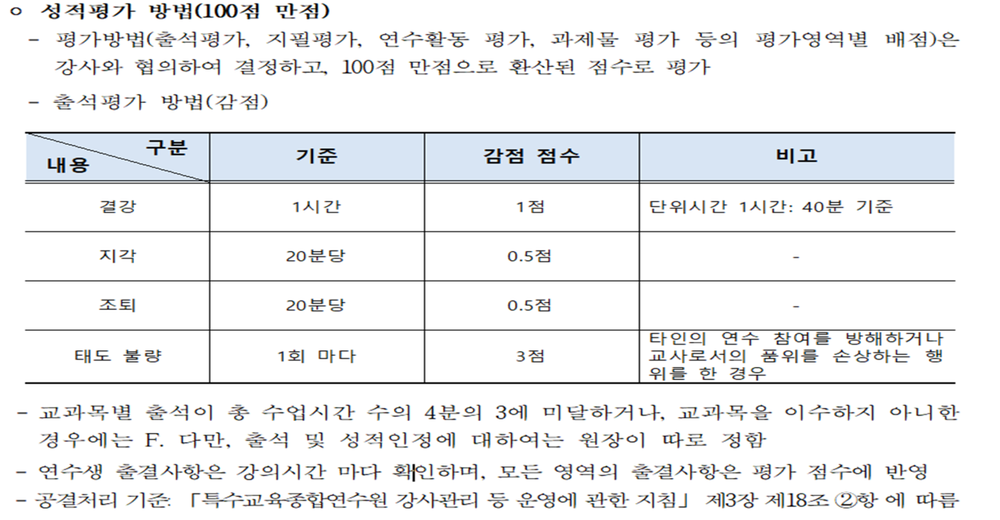 ○ 성적평가 방법(100점 만점)
- 평가방법(출석평가, 지필평가, 연수활동 평가, 과제물 평가 등의 평가영역별 배점)은
강사와 협의하여 결정하고, 100점 만점으로 환산된 점수로 평가
- 출석평가 방법(감점)
구분
내용 기준 감점 점수 비고
결강 1시간 1점 단위시간 1시간: 40분 기준
지각 20분당 0.5점 -
조퇴 20분당 0.5점 -
태도 불량 1회 마다 3점 타인의 연수 참여를 방해하거나
교사로서의 품위를 손상하는 행
위를 한 경우
- 교과목별 출석이 총 수업시간 수의 4분의 3에 미달하거나, 교과목을 이수하지 아니한
경우에는 F. 다만, 출석 및 성적인정에 대하여는 원장이 따로 정함
- 연수생 출결사항은 강의시간 마다 확인하며, 모든 영역의 출결사항은 평가 점수에 반영
- 공결처리 기준: 「특수교육종합연수원 강사관리 등 운영에 관한 지침」 제3장 제18조 ②항 에 따름